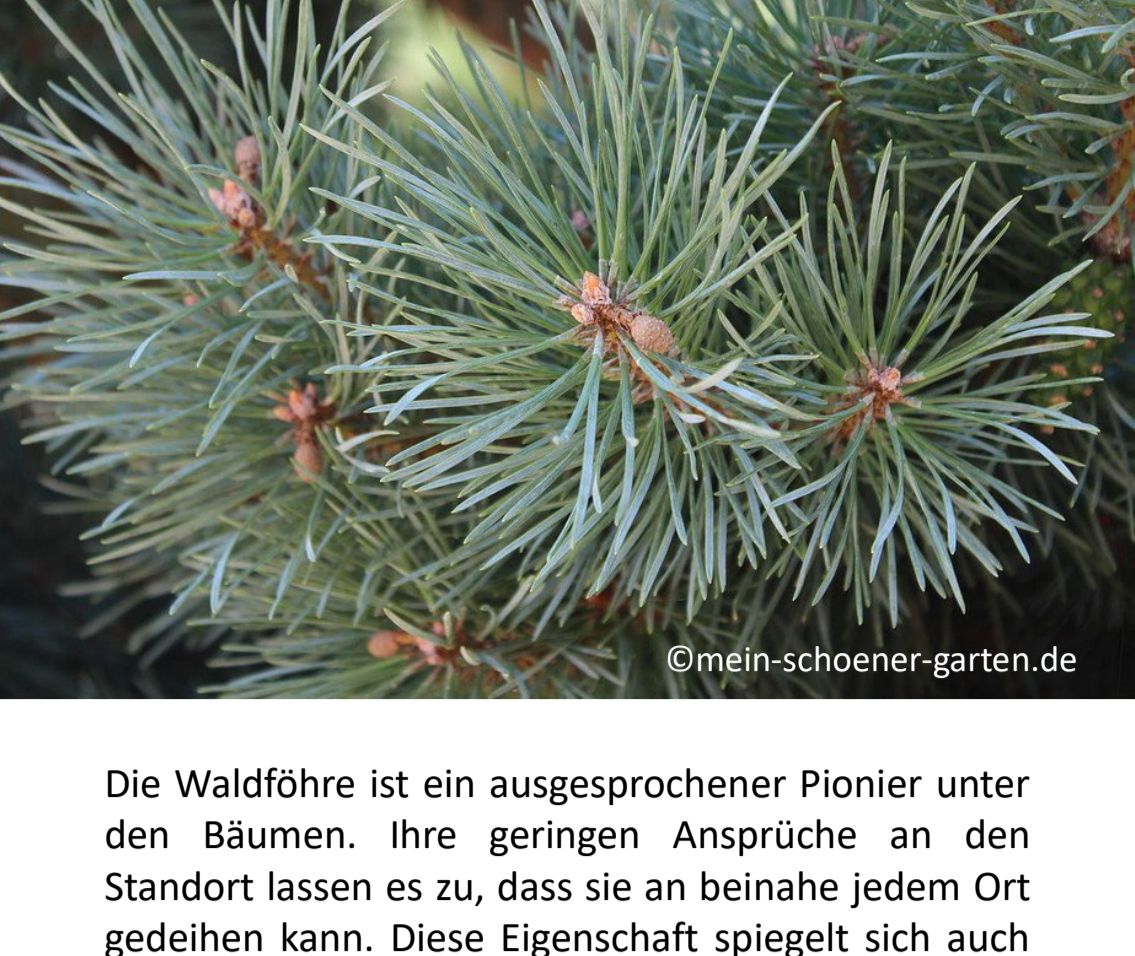 ©mein-schoener-garten.de
Die Waldföhre ist ein ausgesprochener Pionier unter
den Bäumen. Ihre geringen Ansprüche an den
Standort lassen es zu, dass sie an beinahe jedem Ort
gedeihen kann. Diese Eigenschaft spiegelt sich auch